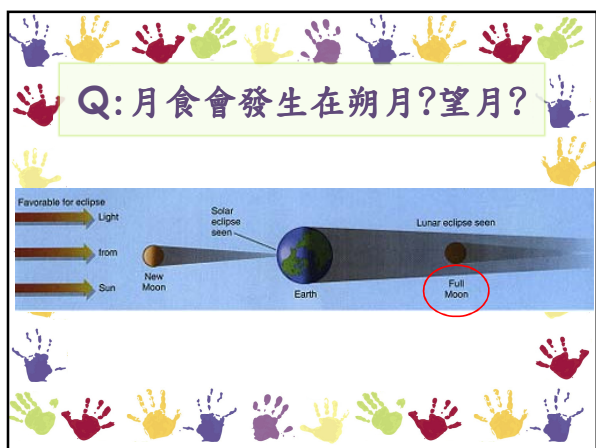 Q:月食會發生在朔月?望月?
Favorable for eclipse
Light
from
Sun
New
Moon
Solar
eclipse
seen
Earth
Lunar eclipse seen
Full
Moon